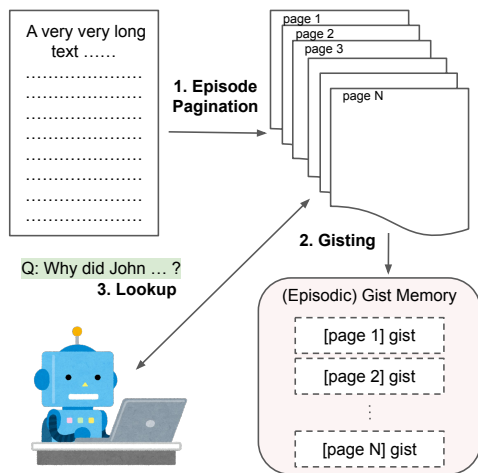 A very very long
text ......
1. Episode
Pagination
page 1
page 2
page 3
page N
2. Gisting
Q: Why did John ... ?
3. Lookup
(Episodic) Gist Memory
[page 1] gist
[page 2] gist
⋮
[page N] gist